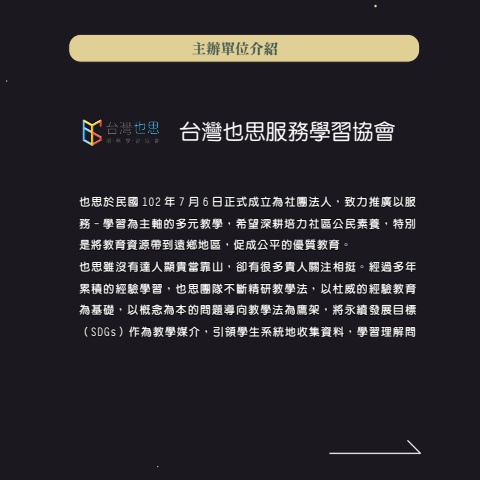 主辦單位介紹
台灣也思
服務學習協會
台灣也思服務學習協會
也思於民國102年7月6日正式成立為社團法人，致力推廣以服
務－學習為主軸的多元教學，希望深耕培力社區公民素養，特別
是將教育資源帶到遠鄉地區，促成公平的優質教育。
也思雖沒有達人顯貴當靠山，卻有很多貴人關注相挺。經過多年
累積的經驗學習，也思團隊不斷精研教學法，以杜威的經驗教育
為基礎，以概念為本的問題導向教學法為鷹架，將永續發展目標
（SDGs）作為教學媒介，引領學生系統地收集資料，學習理解問